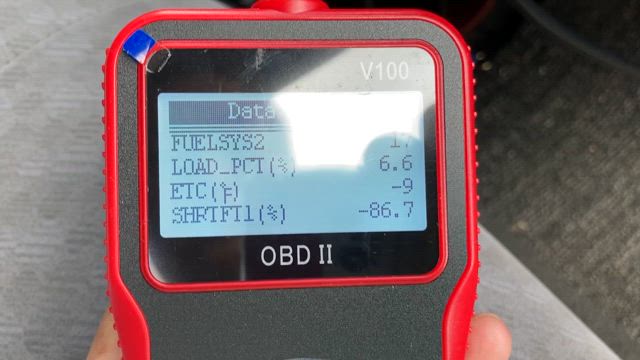 V100
Data
FUELSYS2
LOAD_PCT(%) 6.6
ETC(°F) -9
SHRTFT1(%) -86.7
OBD II